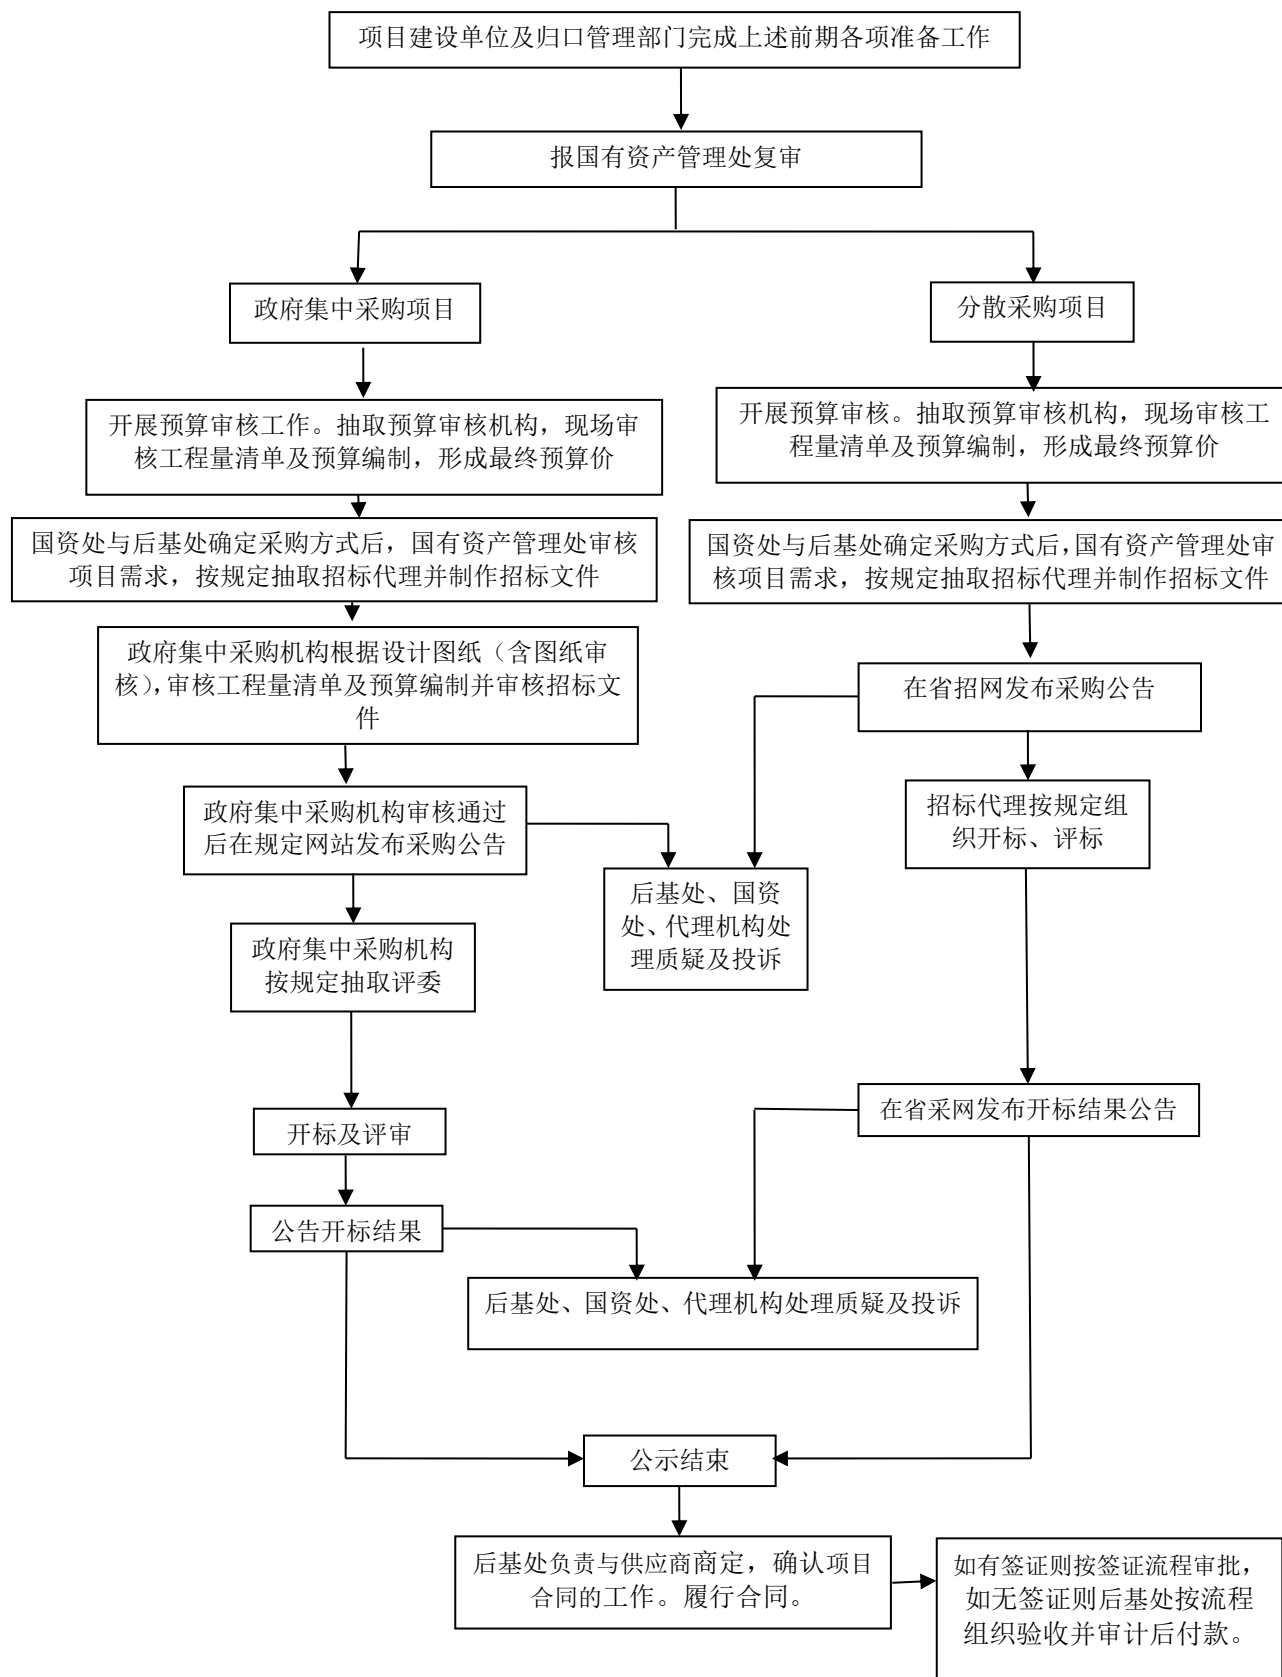 项目建设单位及归口管理部门完成上述前期各项准备工作
报国有资产管理处复审
政府集中采购项目
分散采购项目
开展预算审核工作。抽取预算审核机构，现场审
核工程量清单及预算编制，形成最终预算价
开展预算审核。抽取预算审核机构，现场审核工
程量清单及预算编制，形成最终预算价
国资处与后基处确定采购方式后，国有资产管理处审核
项目需求，按规定抽取招标代理并制作招标文件
国资处与后基处确定采购方式后，国有资产管理处审
核项目需求，按规定抽取招标代理并制作招标文件
政府集中采购机构根据设计图纸（含图纸审
核），审核工程量清单及预算编制并审核招标文
件
在省招网发布采购公告
政府集中采购机构审核通过
后在规定网站发布采购公告
招标代理按规定组
织开标、评标
后基处、国资
处、代理机构处
理质疑及投诉
政府集中采购机构
按规定抽取评委
开标及评审
在省采网发布开标结果公告
公告开标结果
后基处、国资处、代理机构处理质疑及投诉
公示结束
后基处负责与供应商商定，确认项目
合同的工作。履行合同。
如有签证则按签证流程审批，
如无签证则后基处按流程
组织验收并审计后付款。